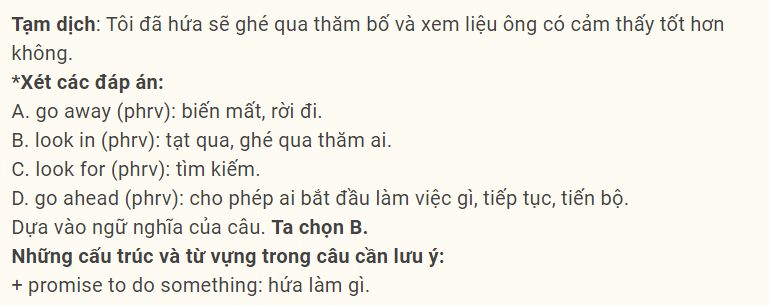 Tạm dịch: Tôi đã hứa sẽ ghé qua thăm bố và xem liệu ông có cảm thấy tốt hơn
không.
*Xét các đáp án:
A. go away (phrv): biến mất, rời đi.
B. look in (phrv): tạt qua, ghé qua thăm ai.
C. look for (phrv): tìm kiếm.
D. go ahead (phrv): cho phép ai bắt đầu làm việc gì, tiếp tục, tiến bộ.
Dựa vào ngữ nghĩa của câu. Ta chọn B.
Những cấu trúc và từ vựng trong câu cần lưu ý:
+ promise to do something: hứa làm gì.